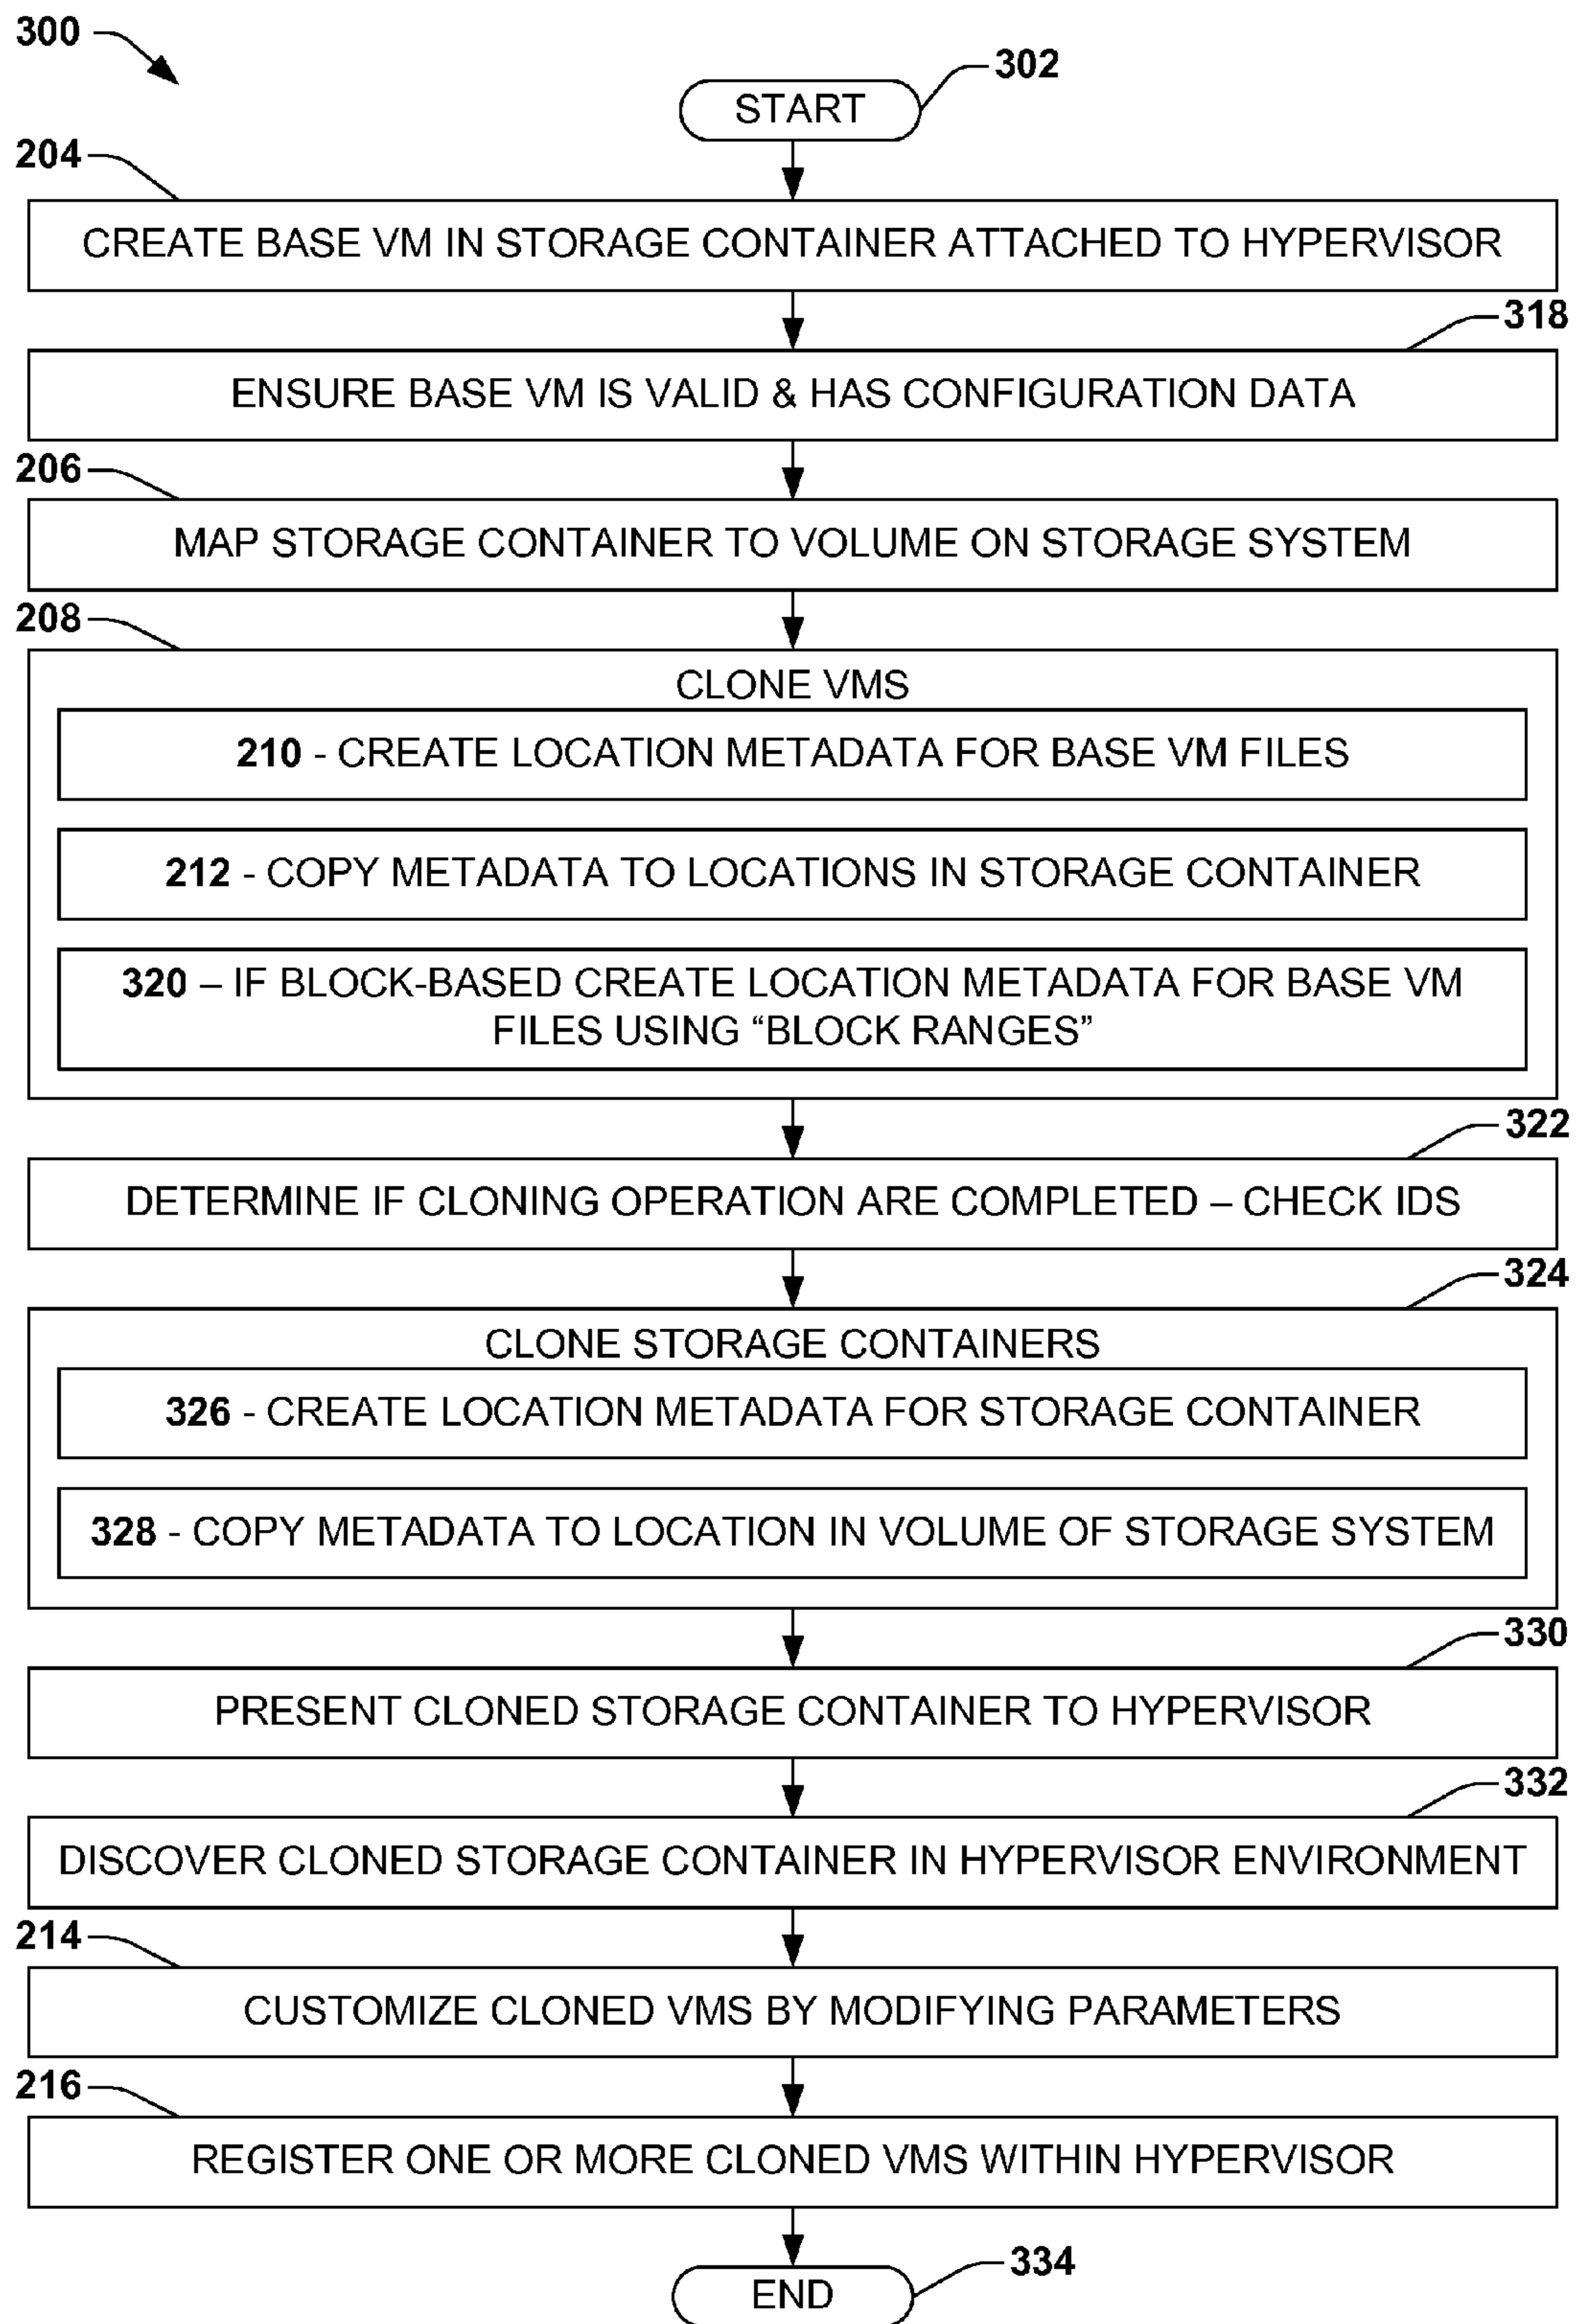 300
302
START
204
CREATE BASE VM IN STORAGE CONTAINER ATTACHED TO HYPERVISOR
318
ENSURE BASE VM IS VALID & HAS CONFIGURATION DATA
206
MAP STORAGE CONTAINER TO VOLUME ON STORAGE SYSTEM
208
CLONE VMS
210 - CREATE LOCATION METADATA FOR BASE VM FILES
212 - COPY METADATA TO LOCATIONS IN STORAGE CONTAINER
320 – IF BLOCK-BASED CREATE LOCATION METADATA FOR BASE VM
FILES USING “BLOCK RANGES”
322
DETERMINE IF CLONING OPERATION ARE COMPLETED – CHECK IDS
324
CLONE STORAGE CONTAINERS
326 - CREATE LOCATION METADATA FOR STORAGE CONTAINER
328 - COPY METADATA TO LOCATION IN VOLUME OF STORAGE SYSTEM
330
PRESENT CLONED STORAGE CONTAINER TO HYPERVISOR
332
DISCOVER CLONED STORAGE CONTAINER IN HYPERVISOR ENVIRONMENT
214
CUSTOMIZE CLONED VMS BY MODIFYING PARAMETERS
216
REGISTER ONE OR MORE CLONED VMS WITHIN HYPERVISOR
334
END